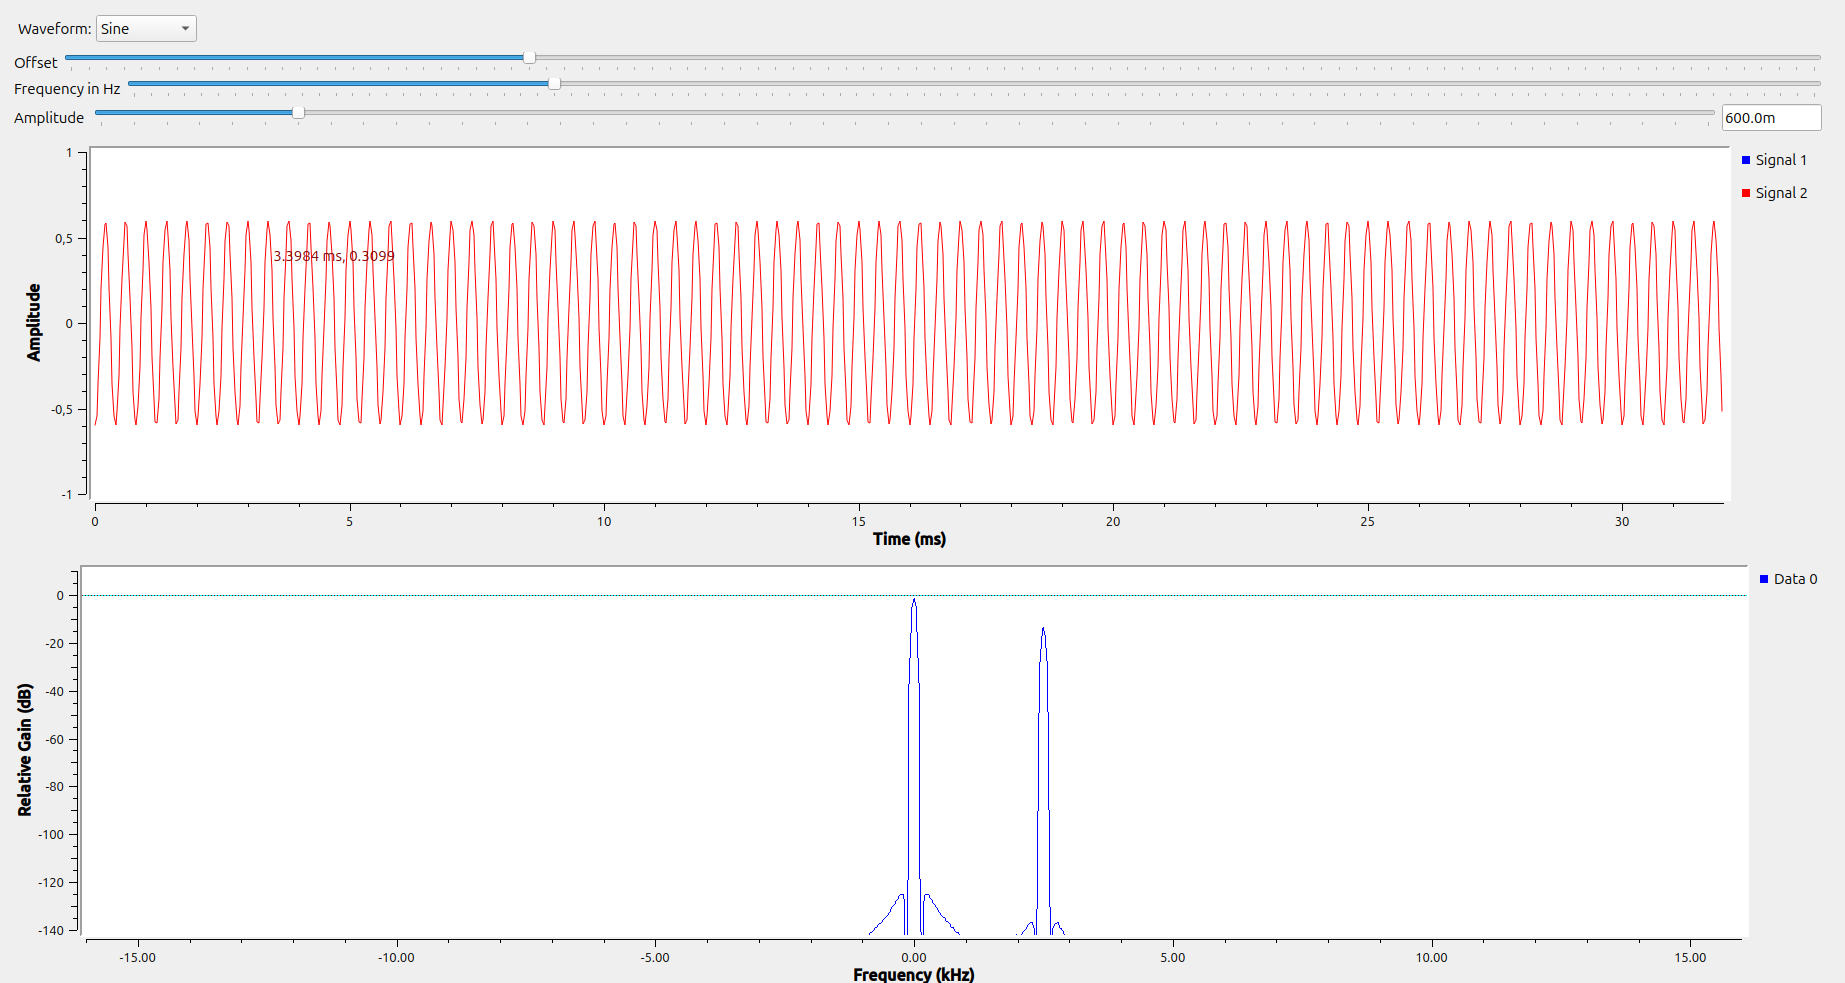 Waveform: Sine
Offset
Frequency in Hz
Amplitude 600.0m
1
0,5
0
-0,5
-1
Amplitude
3.3984 ms, 0.3099
Signal 1
Signal 2
0 5 10 15 20 25 30
Time (ms)
0
-20
-40
-60
-80
-100
-120
-140
Relative Gain (dB)
Data 0
-15.00 -10.00 -5.00 0.00 5.00 10.00 15.00
Frequency (kHz)